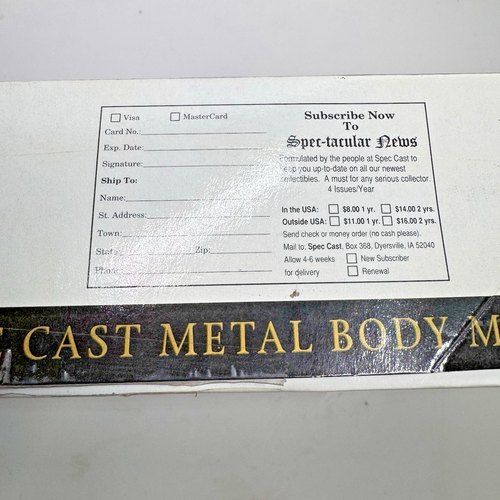 Visa MasterCard
Card No.:
Exp. Date:
Signature:
Ship To:
Name:
St. Address:
Town:
State: Zip:
Phone:
Subscribe Now
To
Spec-tacular News
Formulated by the people at Spec Cast to
keep you up-to-date on all our newest
collectibles. A must for any serious collector.
4 Issues/Year
In the USA: $8.00 1 yr. $14.00 2 yrs.
Outside USA: $11.00 1 yr. $16.00 2 yrs.
Send check or money order (no cash please).
Mail to: Spec Cast, Box 368, Dyersville, IA 52040
Allow 4-6 weeks New Subscriber
for delivery Renewal
CAST METAL BODY